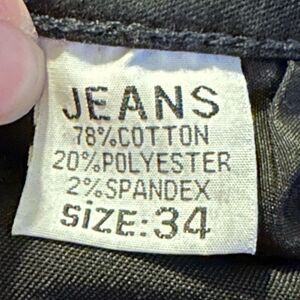 JEANS
78%COTTON
20%POLYESTER
2%SPANDEX
SiZE:34